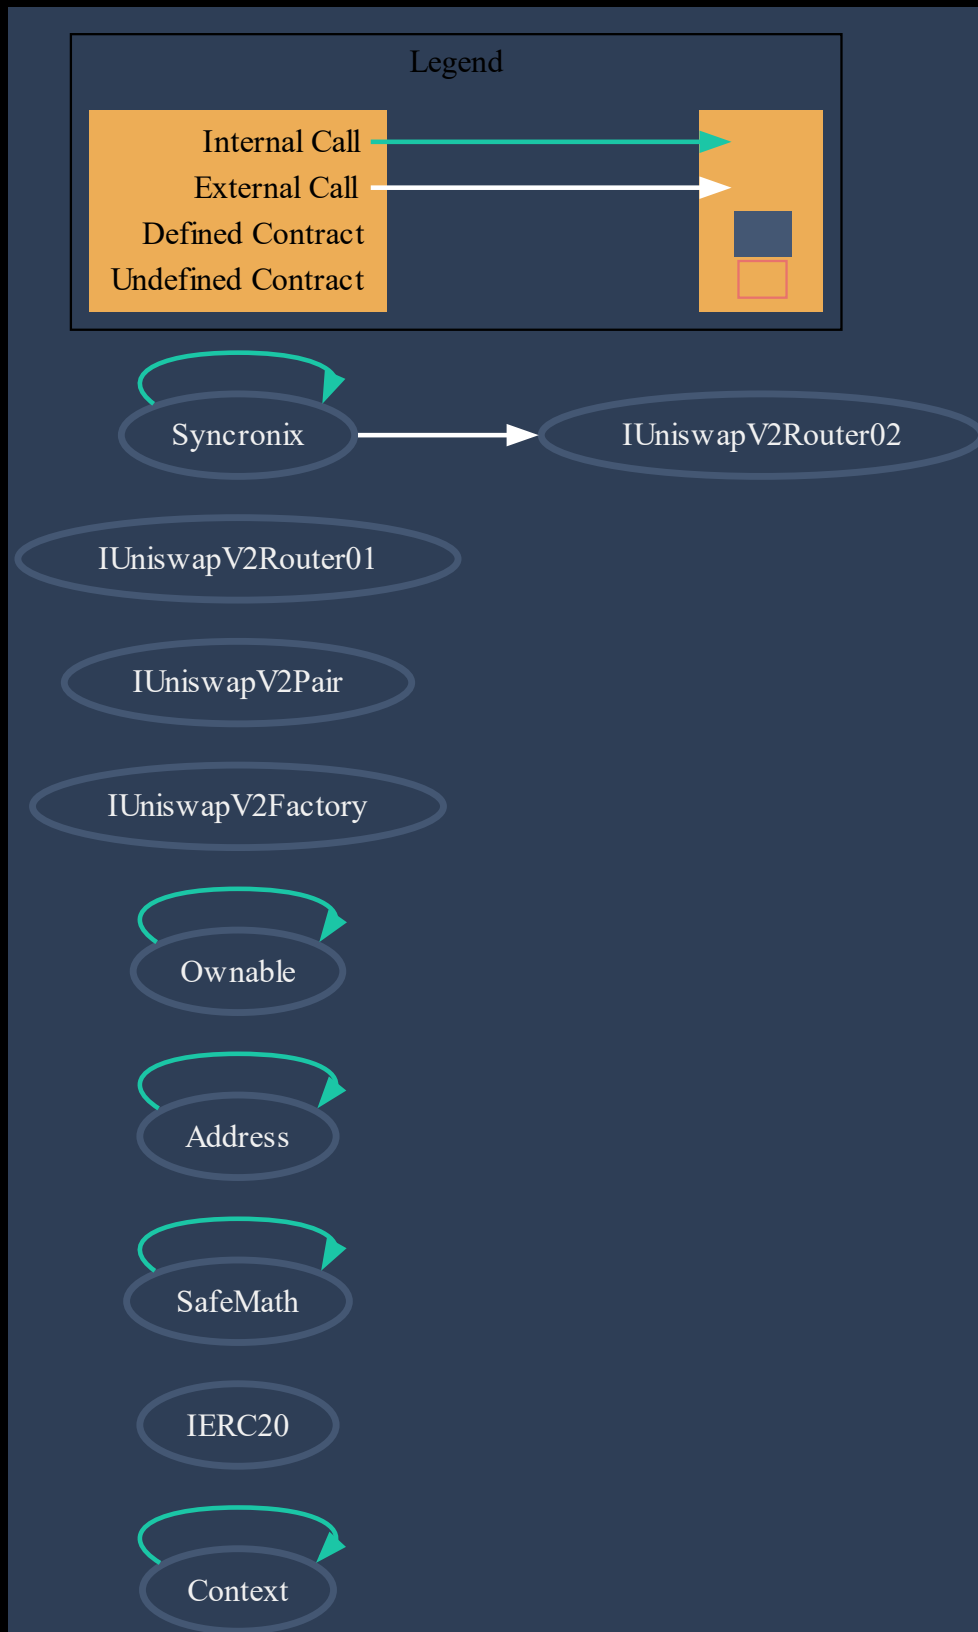 Legend
Internal Call
External Call
Defined Contract
Undefined Contract
Syncronix
IUniswapV2Router02
IUniswapV2Router01
IUniswapV2Pair
IUniswapV2Factory
Ownable
Address
SafeMath
IERC20
Context